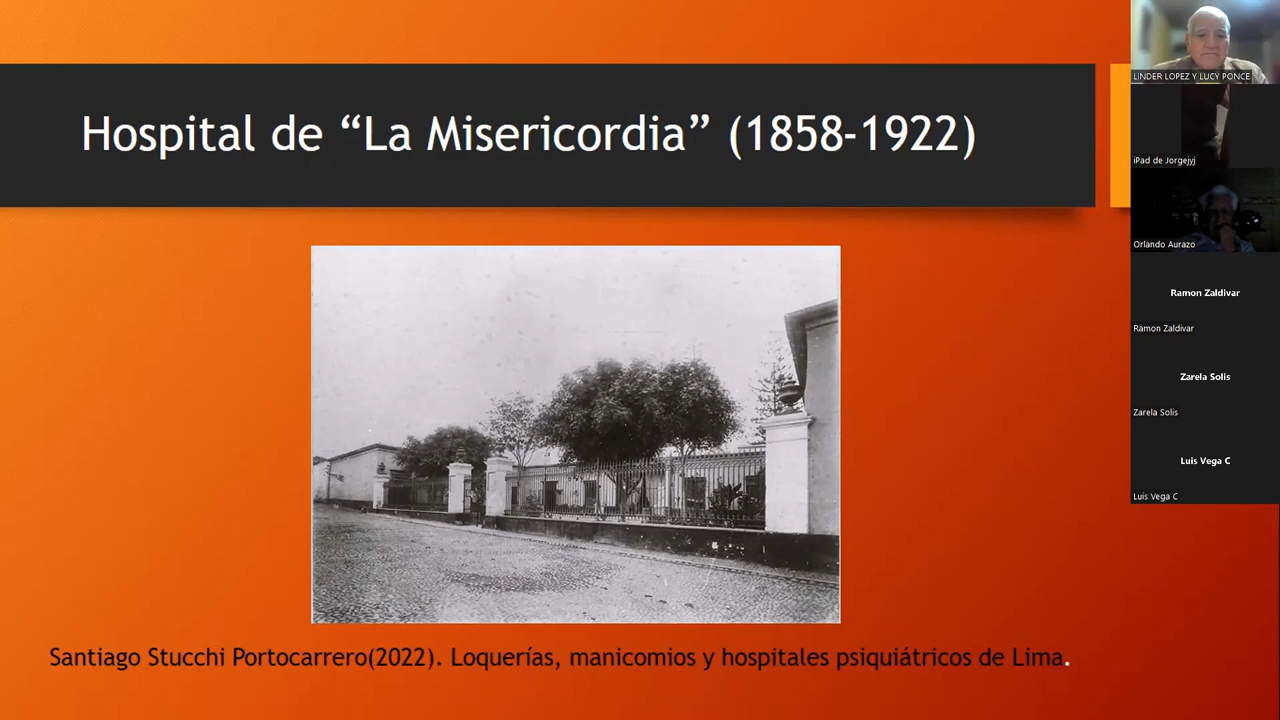 Hospital de “La Misericordia” (1858-1922)
Santiago Stucchi Portocarrero(2022). Loquerías, manicomios y hospitales psiquiátricos de Lima.
LINDER LOPEZ Y LUCY PONCE
iPad de Jorgejyj
Orlando Aurazo
Ramon Zaldivar
Ramon Zaldivar
Zarela Solis
Zarela Solis
Luis Vega C
Luis Vega C